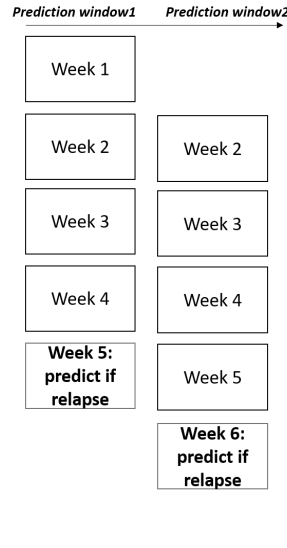 Prediction window1
Prediction window2
Week 1
Week 2
Week 3
Week 4
Week 5:
predict if
relapse
Week 2
Week 3
Week 4
Week 5
Week 6:
predict if
relapse